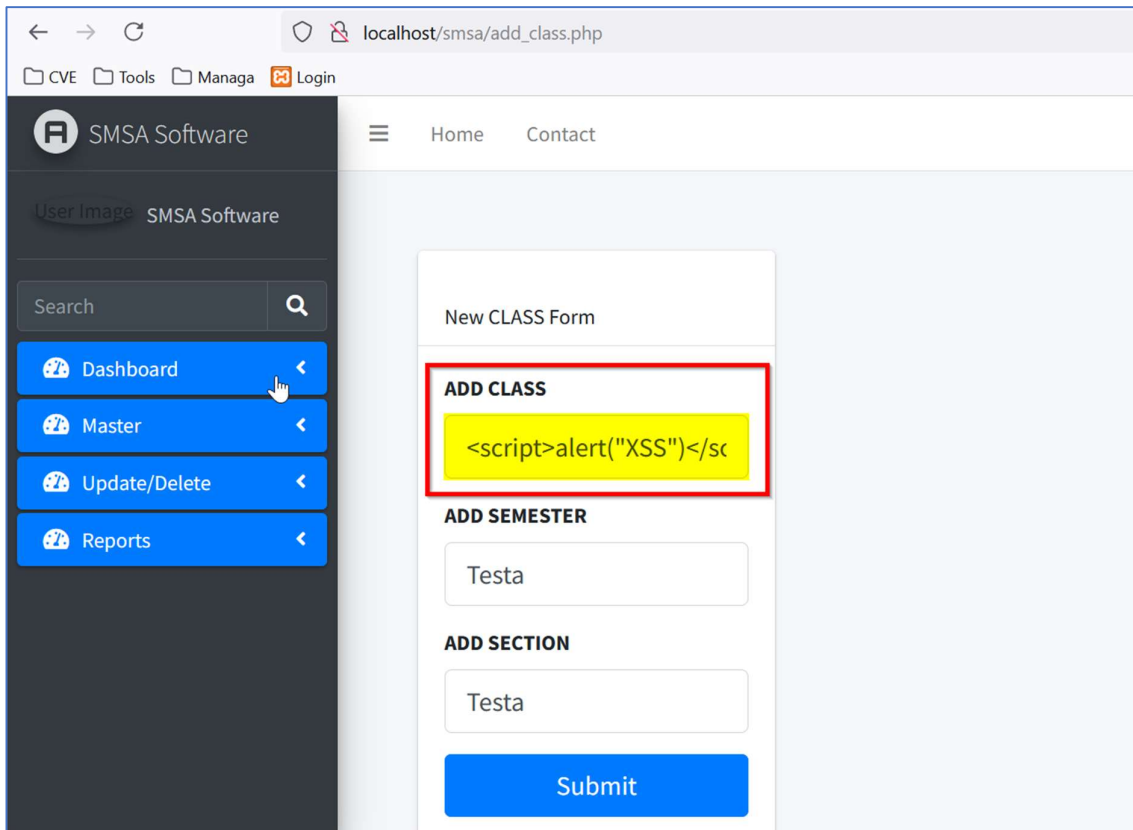 localhost/smsa/add_class.php
CVE Tools Managa Login
SMSA Software
Home Contact
User Image SMSA Software
Search
New CLASS Form
Dashboard
ADD CLASS
Master
<script>alert("XSS")</sc
Update/Delete
ADD SEMESTER
Reports
Testa
ADD SECTION
Testa
Submit